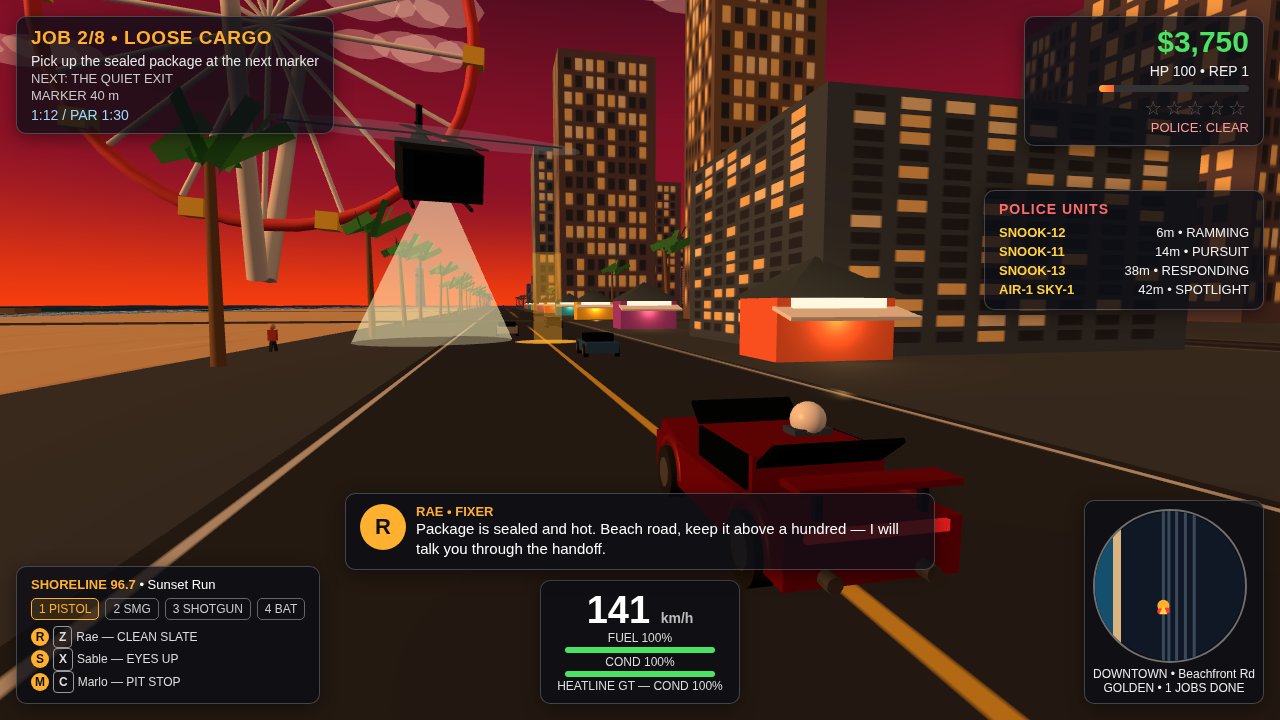 JOB 2/8 • LOOSE CARGO
Pick up the sealed package at the next marker
NEXT: THE QUIET EXIT
MARKER 40 m
1:12 / PAR 1:30
$3,750
HP 100 • REP 1
☆☆☆☆☆
POLICE: CLEAR
POLICE UNITS
SNOOK-12 6m • RAMMING
SNOOK-11 14m • PURSUIT
SNOOK-13 38m • RESPONDING
AIR-1 SKY-1 42m • SPOTLIGHT
R
RAE • FIXER
Package is sealed and hot. Beach road, keep it above a hundred — I will
talk you through the handoff.
SHORELINE 96.7 • Sunset Run
1 PISTOL 2 SMG 3 SHOTGUN 4 BAT
R Z Rae — CLEAN SLATE
S X Sable — EYES UP
M C Marlo — PIT STOP
141 km/h
FUEL 100%
COND 100%
HEATLINE GT — COND 100%
DOWNTOWN • Beachfront Rd
GOLDEN • 1 JOBS DONE